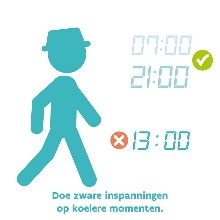 07:00
21:00
13:00
Doe zware inspanningen
op koelere momenten.